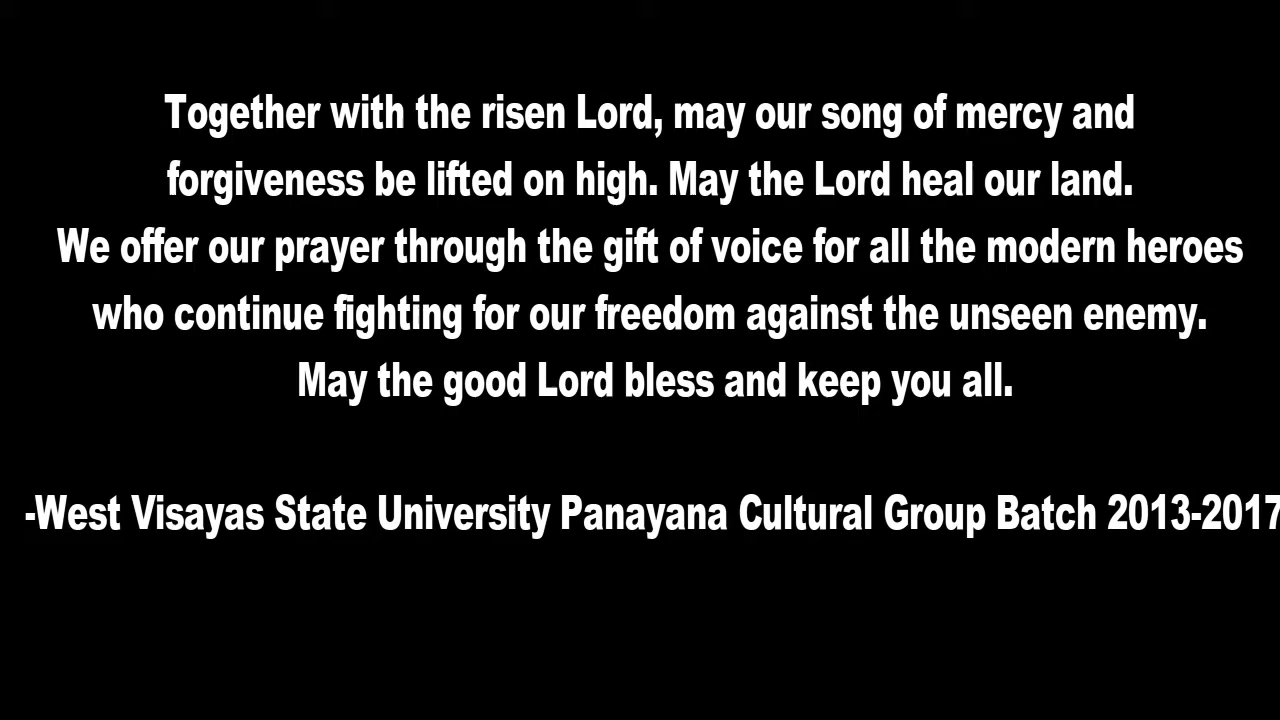 Together with the risen Lord, may our song of mercy and
forgiveness be lifted on high. May the Lord heal our land.
We offer our prayer through the gift of voice for all the modern heroes
who continue fighting for our freedom against the unseen enemy.
May the good Lord bless and keep you all.
-West Visayas State University Panayana Cultural Group Batch 2013-2017